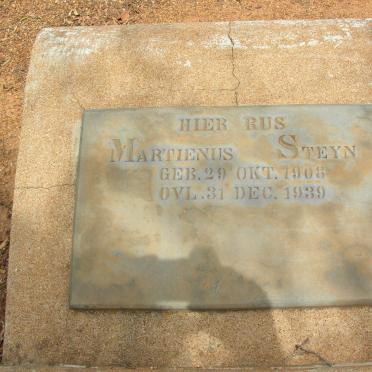 HIER RUS
MARTIENUS STEYN
GEB. 29 OKT. 1908
OVL. 31 DEC. 1939